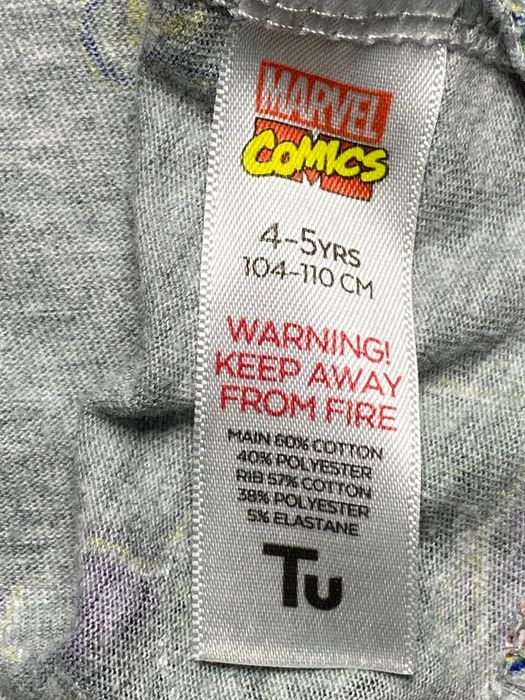 MARVEL
COMICS
4-5YRS
104-110 CM
WARNING!
KEEP AWAY
FROM FIRE
MAIN 60% COTTON
40% POLYESTER
RIB 57% COTTON
38% POLYESTER
5% ELASTANE
Tu